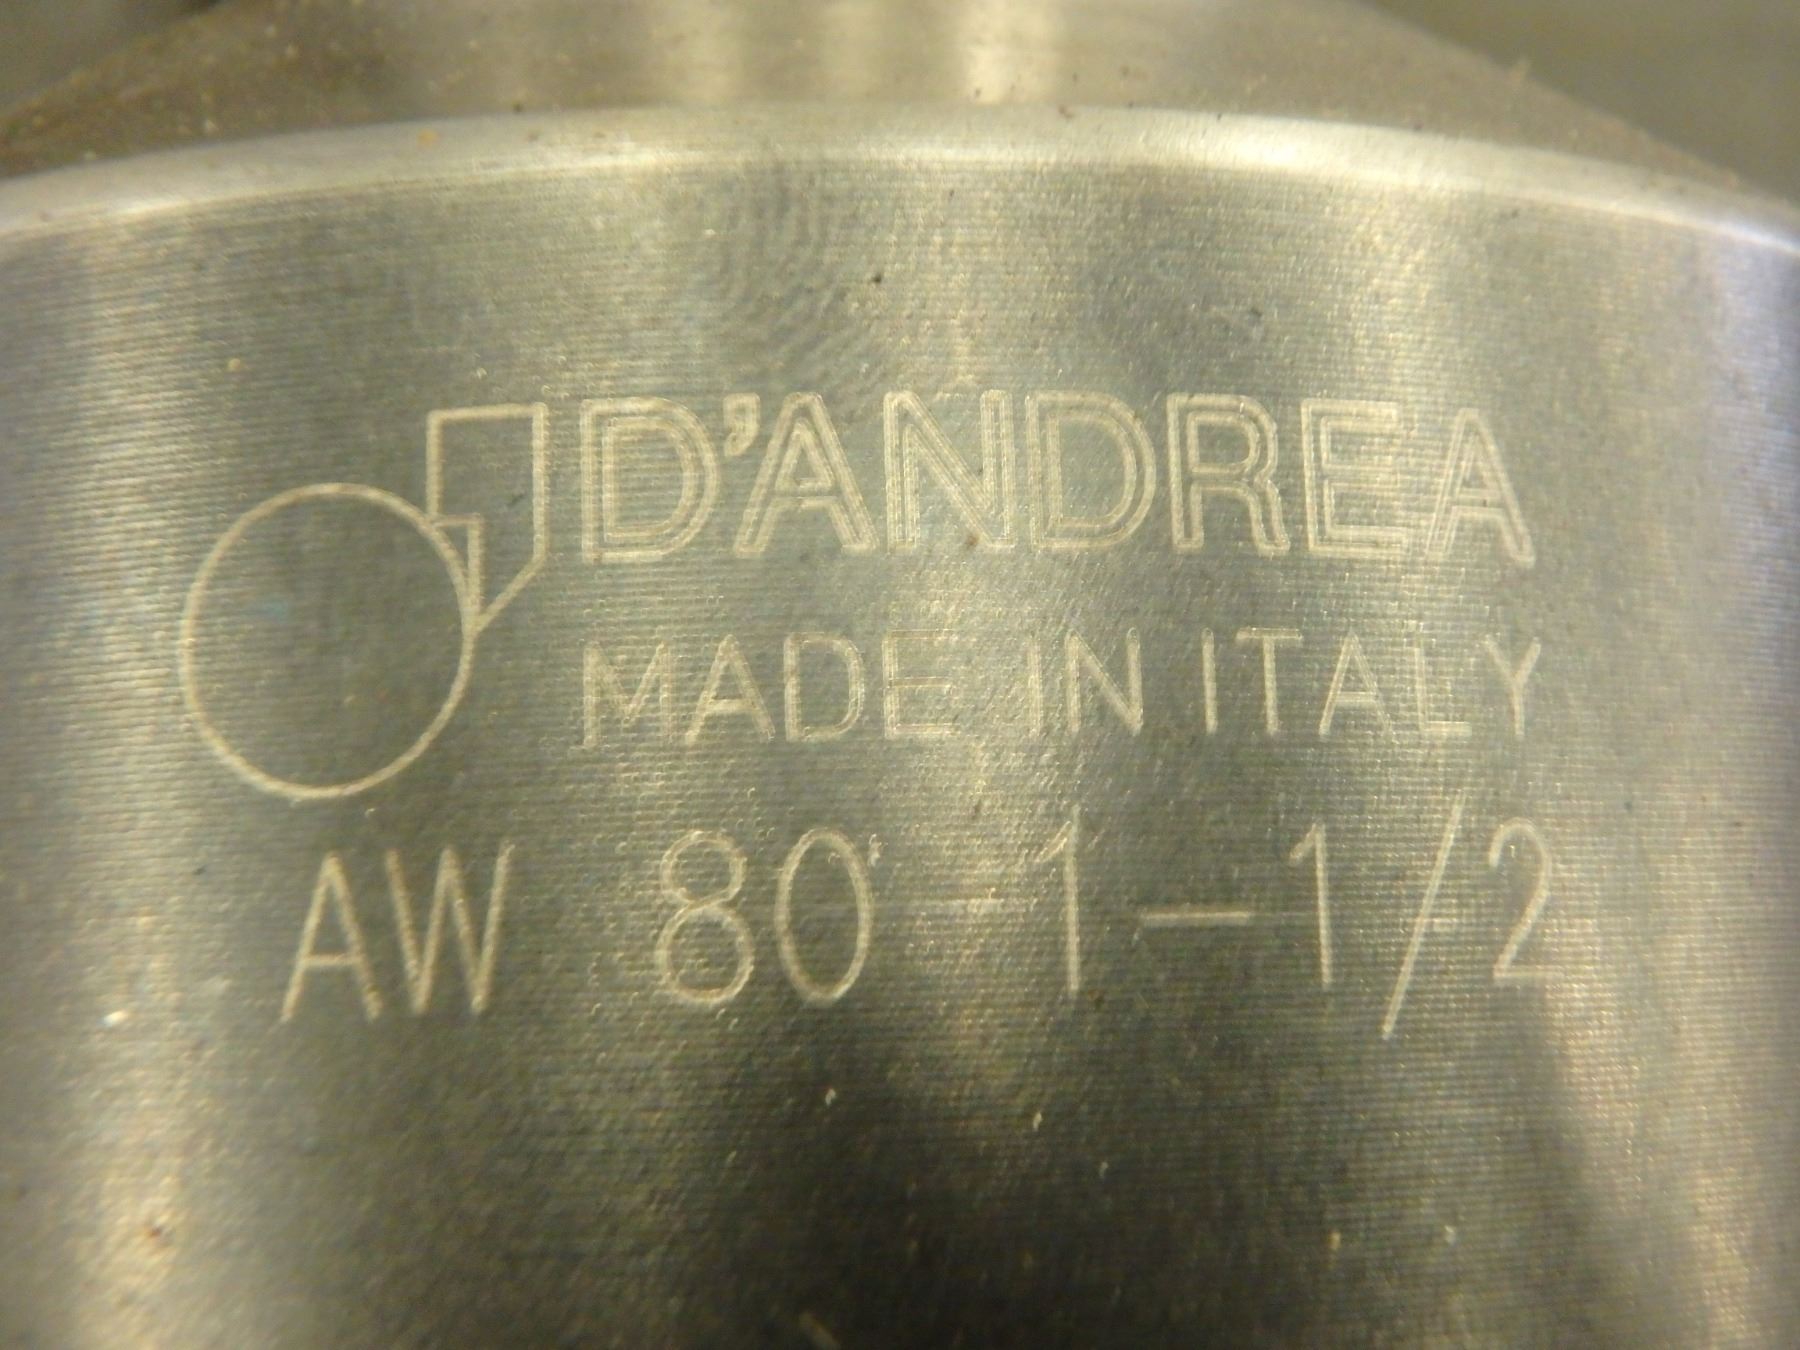 D'ANDREA
MADE IN ITALY
AW 80-1-1/2